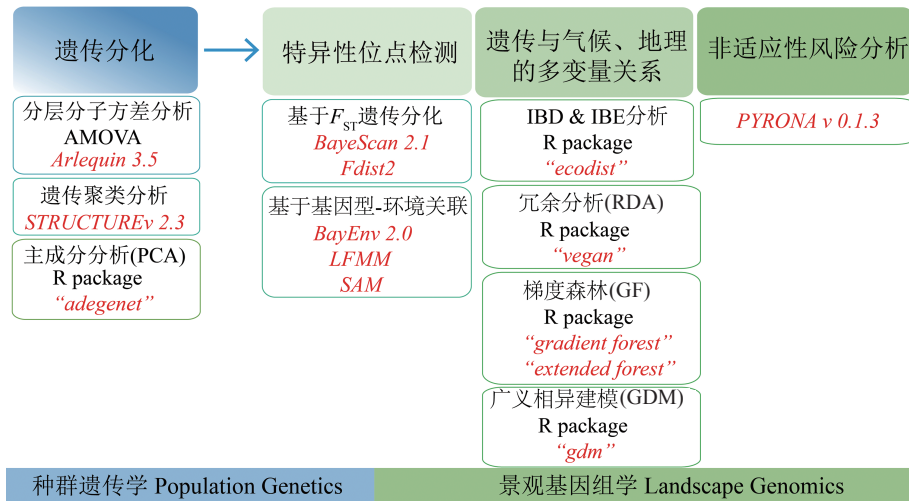 遗传分化
分层分子方差分析
AMOVA
Arlequin 3.5
遗传聚类分析
STRUCTUREv 2.3
主成分分析(PCA)
R package
“adegenet”
特异性位点检测
基于FST遗传分化
BayeScan 2.1
Fdist2
基于基因型-环境关联
BayEnv 2.0
LFMM
SAM
遗传与气候、地理
的多变量关系
IBD & IBE分析
R package
“ecodist”
冗余分析(RDA)
R package
“vegan”
梯度森林(GF)
R package
“gradient forest”
“extended forest”
广义相异建模(GDM)
R package
“gdm”
非适应性风险分析
PYRONA v 0.1.3
种群遗传学 Population Genetics
景观基因组学 Landscape Genomics